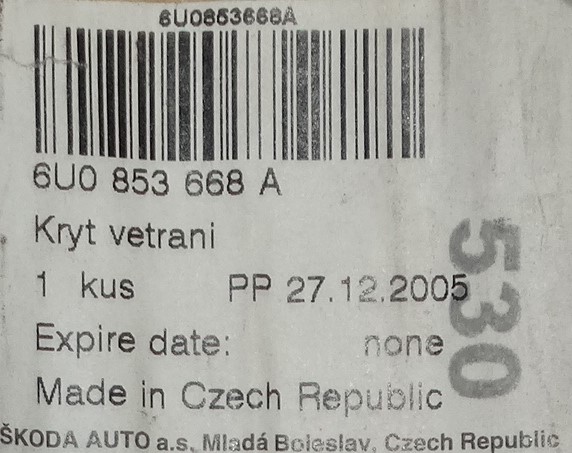 6U0853668A
6U0 853 668 A
Kryt vetrani
1 kus PP 27.12.2005
Expire date: none
Made in Czech Republic
ŠKODA AUTO a.s. Mladá Boleslav, Czech Republic
530